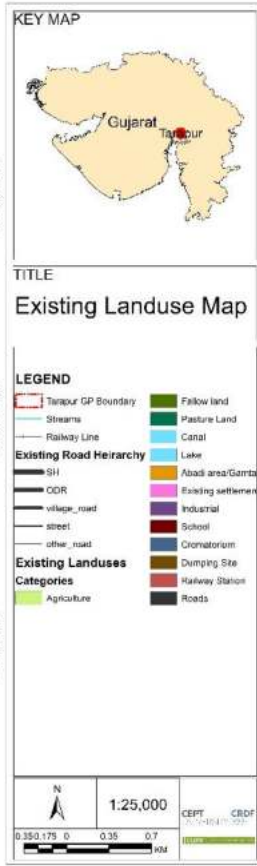 KEY MAP
Gujarat
Tarapur
TITLE
Existing Landuse Map
LEGEND
Tarapur GP Boundary
Streams
Railway Line
Existing Road Heirarchy
SH
ODR
village_road
street
other_road
Existing Landuses
Categories
Agriculture
Fallow land
Pasture Land
Canal
Lake
Abadi area/Gamta
Existing settlemen
Industrial
School
Crematorium
Dumping Site
Railway Station
Roads
N
1:25,000
0.35 0.175 0 0.35 0.7
KM
CEPT
UNIVERSITY
CRDF